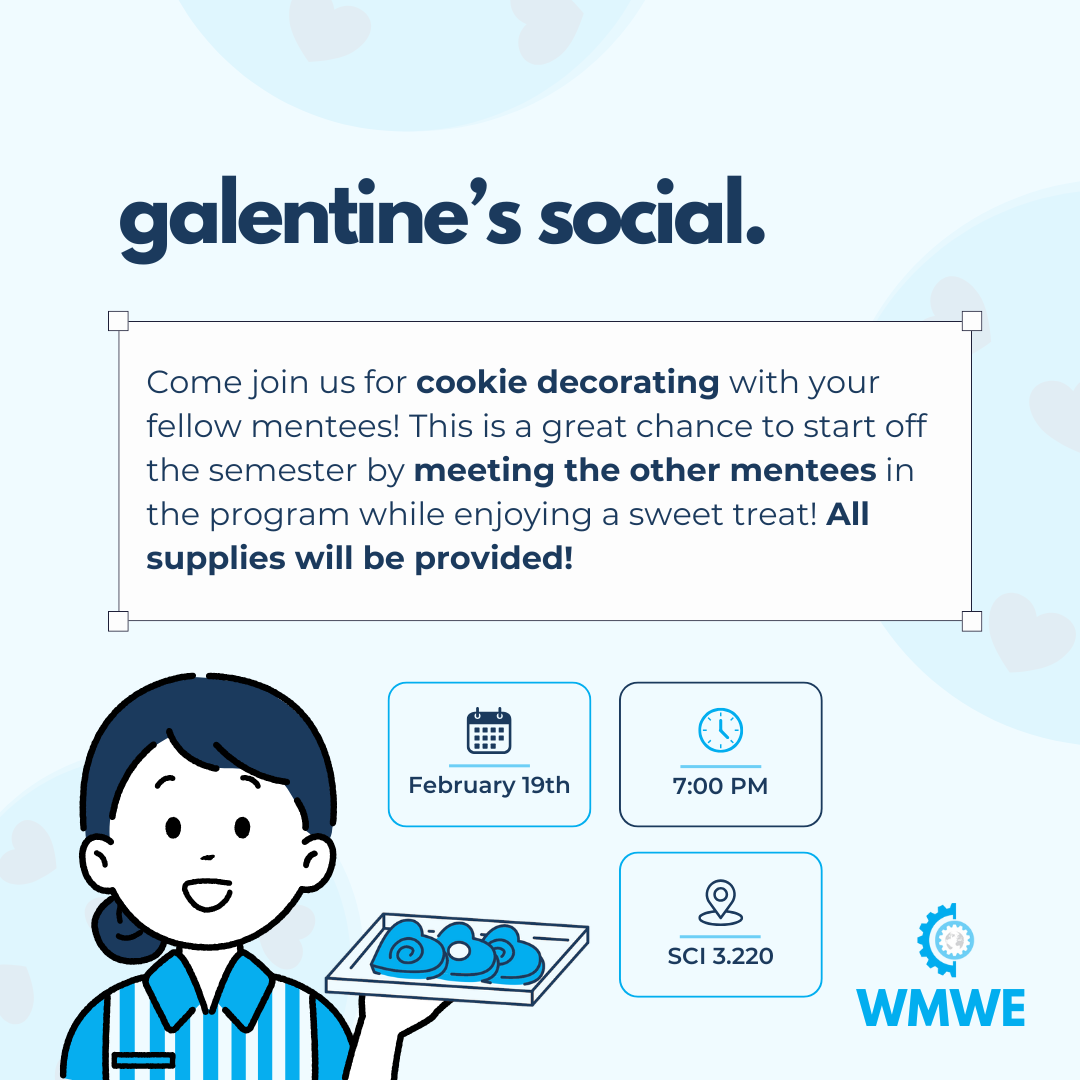 galentine’s social.
Come join us for cookie decorating with your
fellow mentees! This is a great chance to start off
the semester by meeting the other mentees in
the program while enjoying a sweet treat! All
supplies will be provided!
February 19th
7:00 PM
SCI 3.220
WMWE